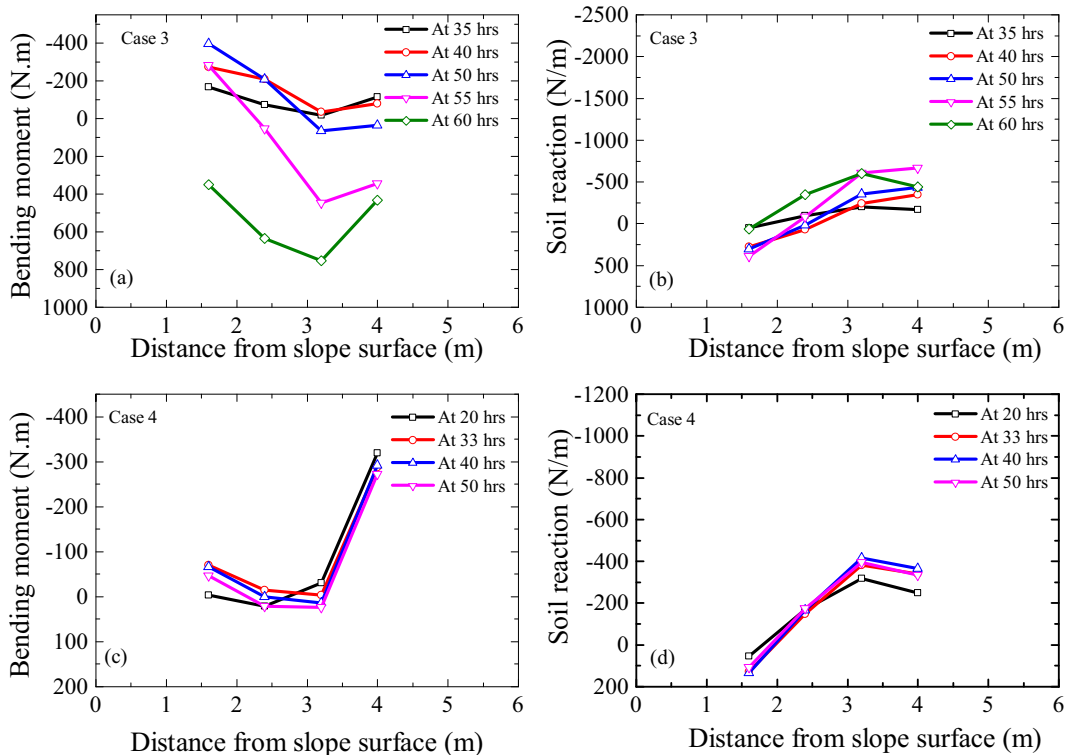 Case 3
At 35 hrs
At 40 hrs
At 50 hrs
At 55 hrs
At 60 hrs
-400
-200
0
200
400
600
800
1000
Bending moment (N.m)
(a)
0 1 2 3 4 5 6
Distance from slope surface (m)
Case 3
At 35 hrs
At 40 hrs
At 50 hrs
At 55 hrs
At 60 hrs
-2500
-2000
-1500
-1000
-500
0
500
1000
Soil reaction (N/m)
(b)
0 1 2 3 4 5 6
Distance from slope surface (m)
Case 4
At 20 hrs
At 33 hrs
At 40 hrs
At 50 hrs
-400
-300
-200
-100
0
100
200
Bending moment (N.m)
(c)
0 1 2 3 4 5 6
Distance from slope surface (m)
Case 4
At 20 hrs
At 33 hrs
At 40 hrs
At 50 hrs
-1200
-1000
-800
-600
-400
-200
0
200
Soil reaction (N/m)
(d)
0 1 2 3 4 5 6
Distance from slope surface (m)